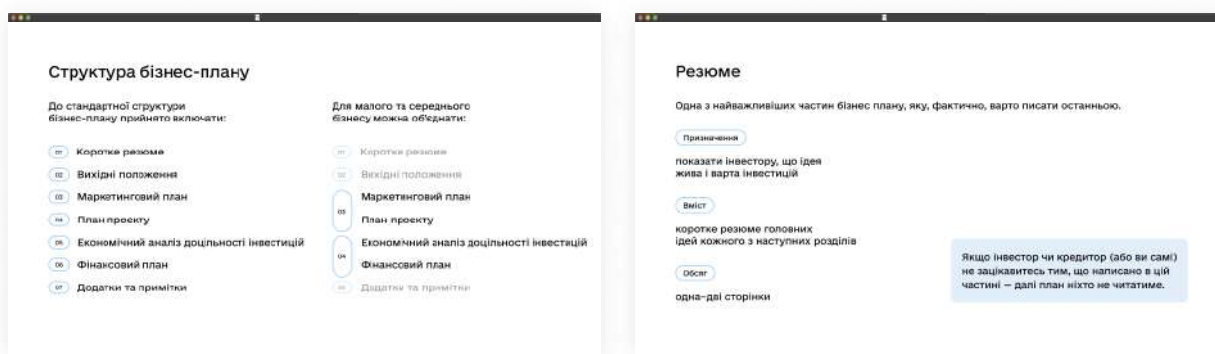 Структура бізнес-плану
До стандартної структури
бізнес-плану прийнято включати:
01 Коротке резюме
02 Вихідні положення
03 Маркетинговий план
04 План проєкту
05 Економічний аналіз доцільності інвестицій
06 Фінансовий план
07 Додатки та примітки
Для малого та середнього
бізнесу можна об'єднати:
01 Коротке резюме
02 Вихідні положення
03 Маркетинговий план
План проєкту
04 Економічний аналіз доцільності інвестицій
Фінансовий план
Додатки та примітки
Резюме
Одна з найважливіших частин бізнес плану, яку, фактично, варто писати останньою.
Призначення
показати інвестору, що ідея
жива і варта інвестицій
Вміст
коротке резюме головних
ідей кожного з наступних розділів
Обсяг
одна–дві сторінки
Якщо інвестор чи кредитор (або ви самі)
не зацікавитесь тим, що написано в цій
частині — далі план ніхто не читатиме.